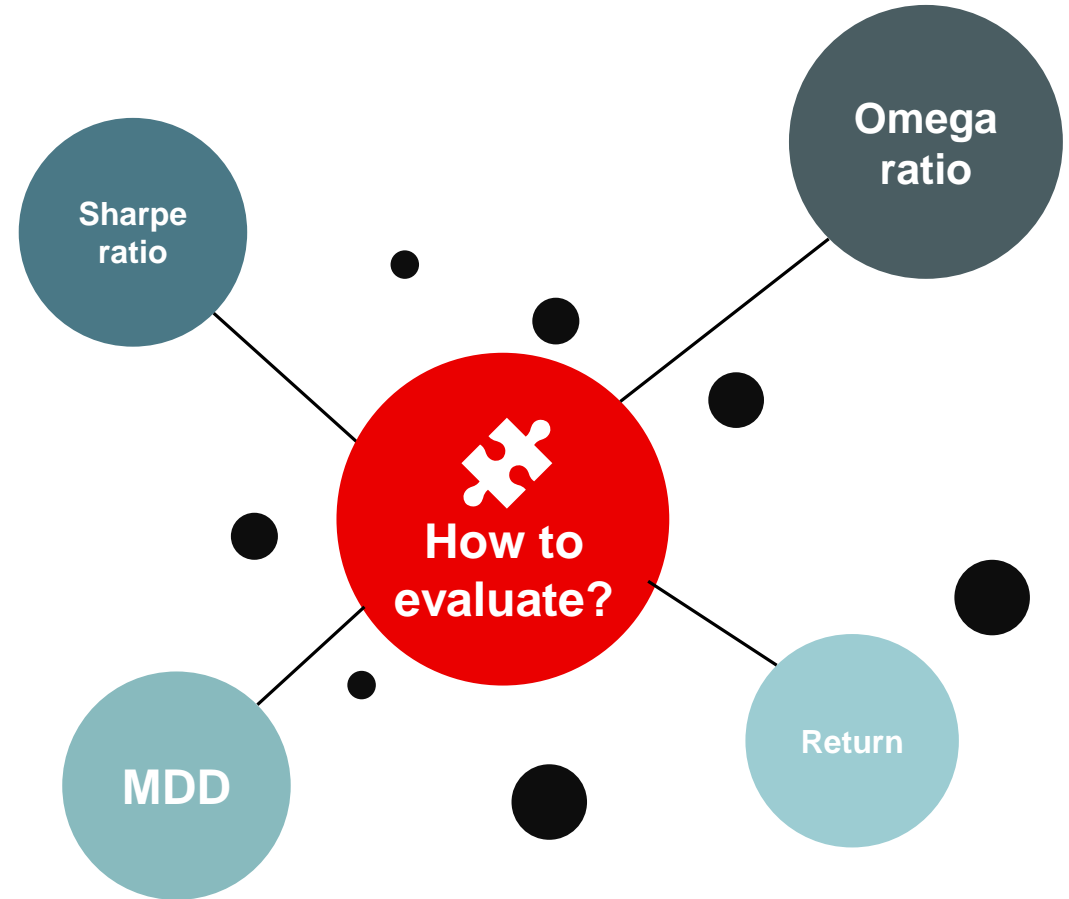 Omega
ratio
Sharpe
ratio
How to
evaluate?
Return
MDD